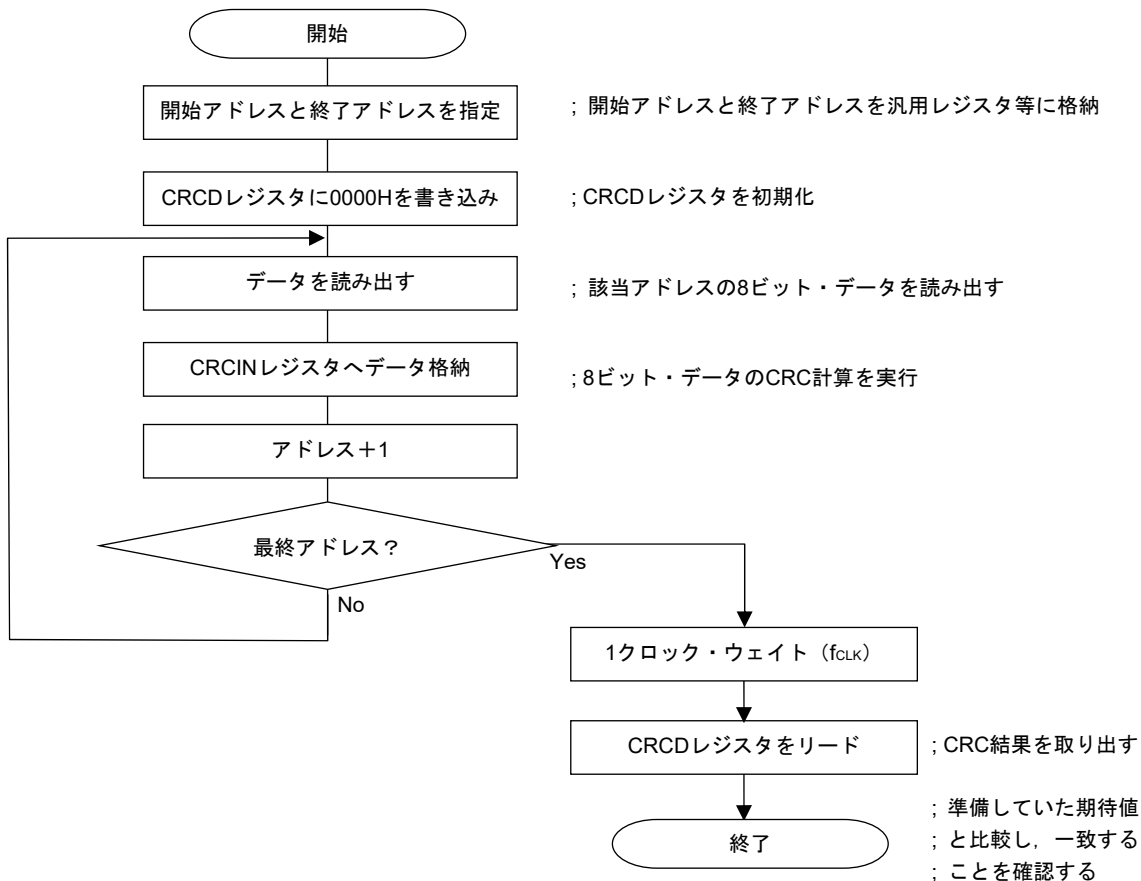 開始
開始アドレスと終了アドレスを指定
; 開始アドレスと終了アドレスを汎用レジスタ等に格納
CRCDレジスタに0000Hを書き込み
; CRCDレジスタを初期化
データを読み出す
; 該当アドレスの8ビット・データを読み出す
CRCINレジスタへデータ格納
; 8ビット・データのCRC計算を実行
アドレス+1
最終アドレス?
Yes
No
1クロック・ウェイト(fCLK)
CRCDレジスタをリード
; CRC結果を取り出す
終了
; 準備していた期待値
; と比較し,一致する
; ことを確認する